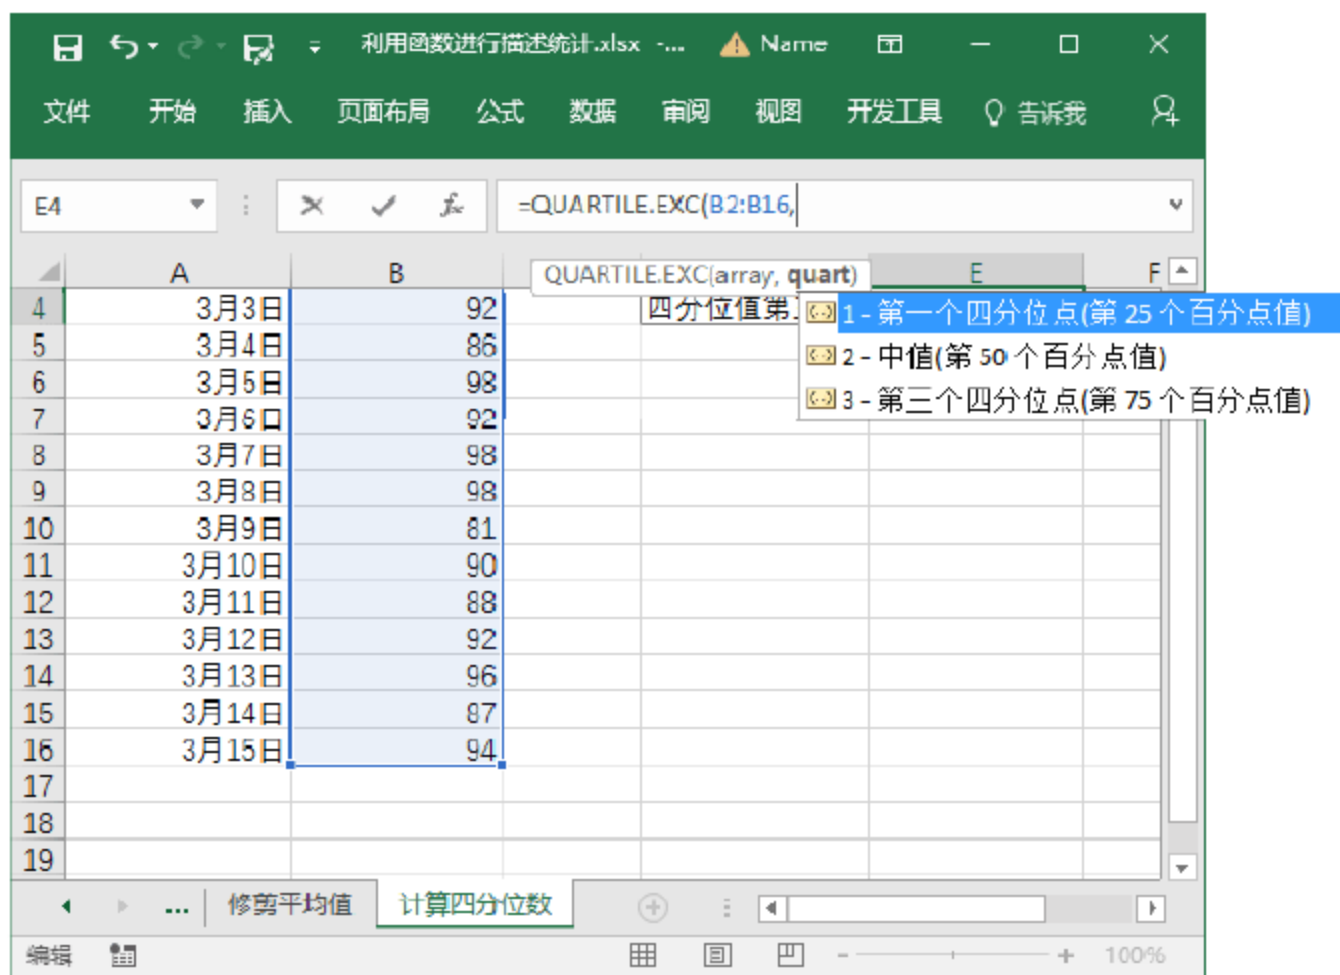 利用函数进行描述统计.xlsx -... Name
文件 开始 插入 页面布局 公式 数据 审阅 视图 开发工具 告诉我
E4 fx =QUARTILE.EXC(B2:B16,
A B E F
QUARTILE.EXC(array, quart)
4 3月3日 92 四分位值第
1 - 第一个四分位点(第 25 个百分点值)
5 3月4日 86
2 - 中值(第 50 个百分点值)
6 3月5日 98
3 - 第三个四分位点(第 75 个百分点值)
7 3月6日 92
8 3月7日 98
9 3月8日 98
10 3月9日 81
11 3月10日 90
12 3月11日 88
13 3月12日 92
14 3月13日 96
15 3月14日 87
16 3月15日 94
17
18
19
... 修剪平均值 计算四分位数
编辑 100%